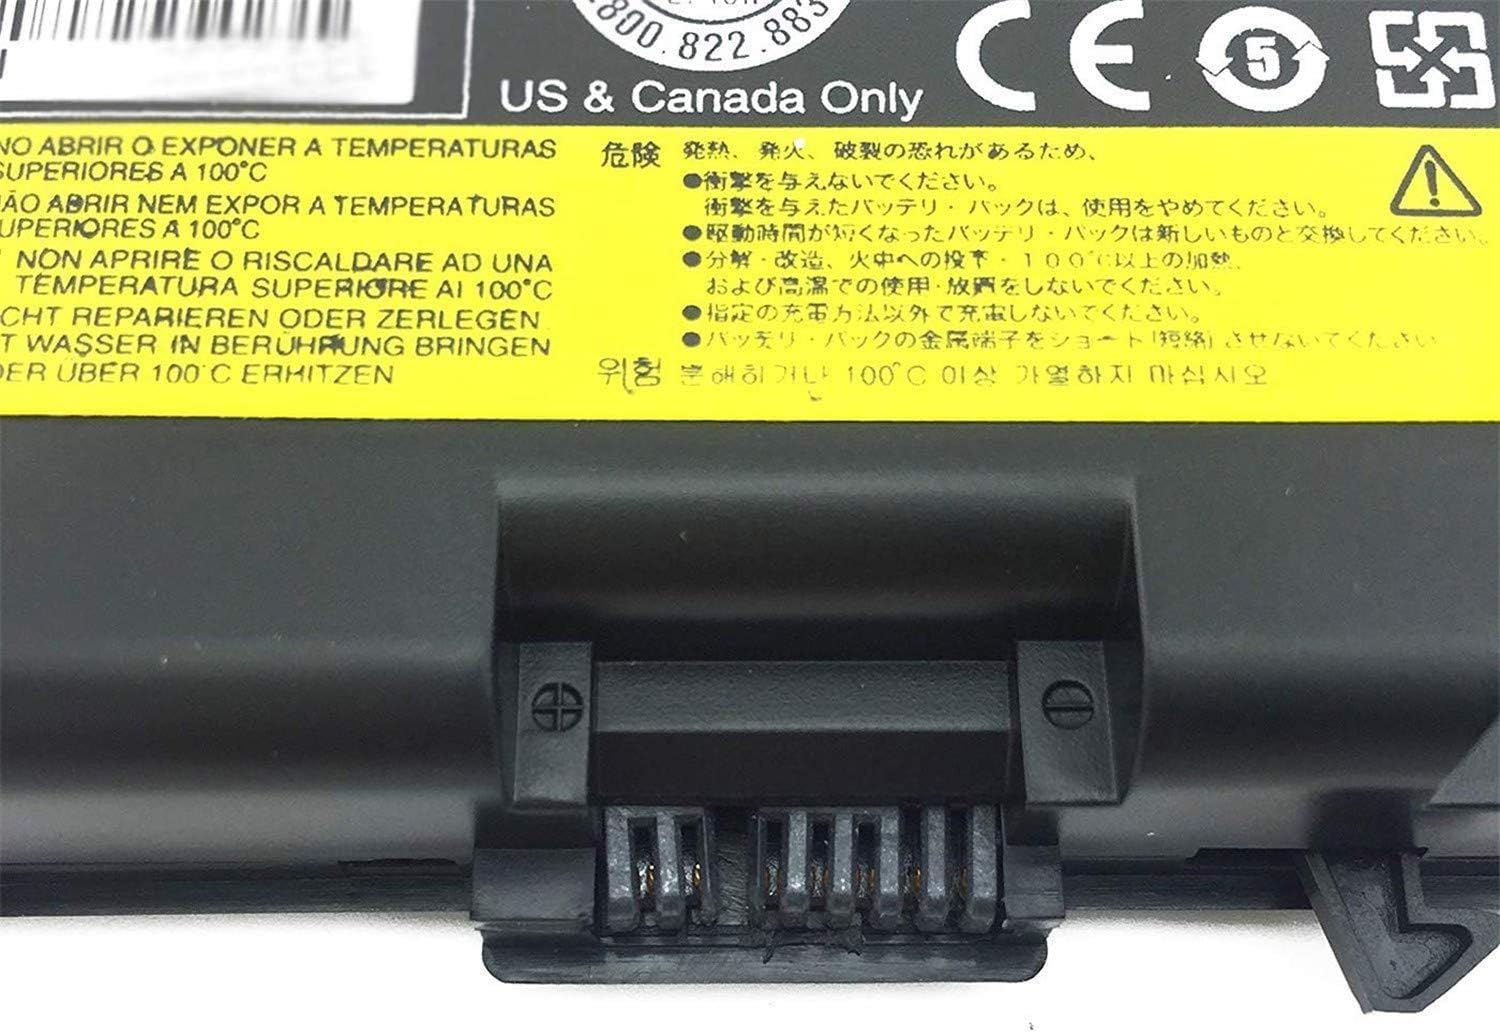 1.800.822.883
US & Canada Only
CE
5
NO ABRIR O EXPONER A TEMPERATURAS
SUPERIORES A 100°C
NÃO ABRIR NEM EXPOR A TEMPERATURAS
SUPERIORES A 100°C
NON APRIRE O RISCALDARE AD UNA
TEMPERATURA SUPERIORE AI 100°C
CHT REPARIEREN ODER ZERLEGEN
T WASSER IN BERÜHRUNG BRINGEN
DER ÜBER 100°C ERHITZEN
危険 発熱、発火、破裂の恐れがあるため、
●衝撃を与えないでください。
衝撃を与えたバッテリ・パックは、使用をやめてください。
●駆動時間が短くなったバッテリ・パックは新しいものと交換してください。
●分解・改造、火中への投下・100°C以上の加熱、
および高温での使用・放置をしないでください。
●指定の充電方法以外で充電しないでください。
●バッテリ・パックの金属端子をショート(短絡)させないてください
위험 분해하거나 100°C 이상 가열하지 마십시오